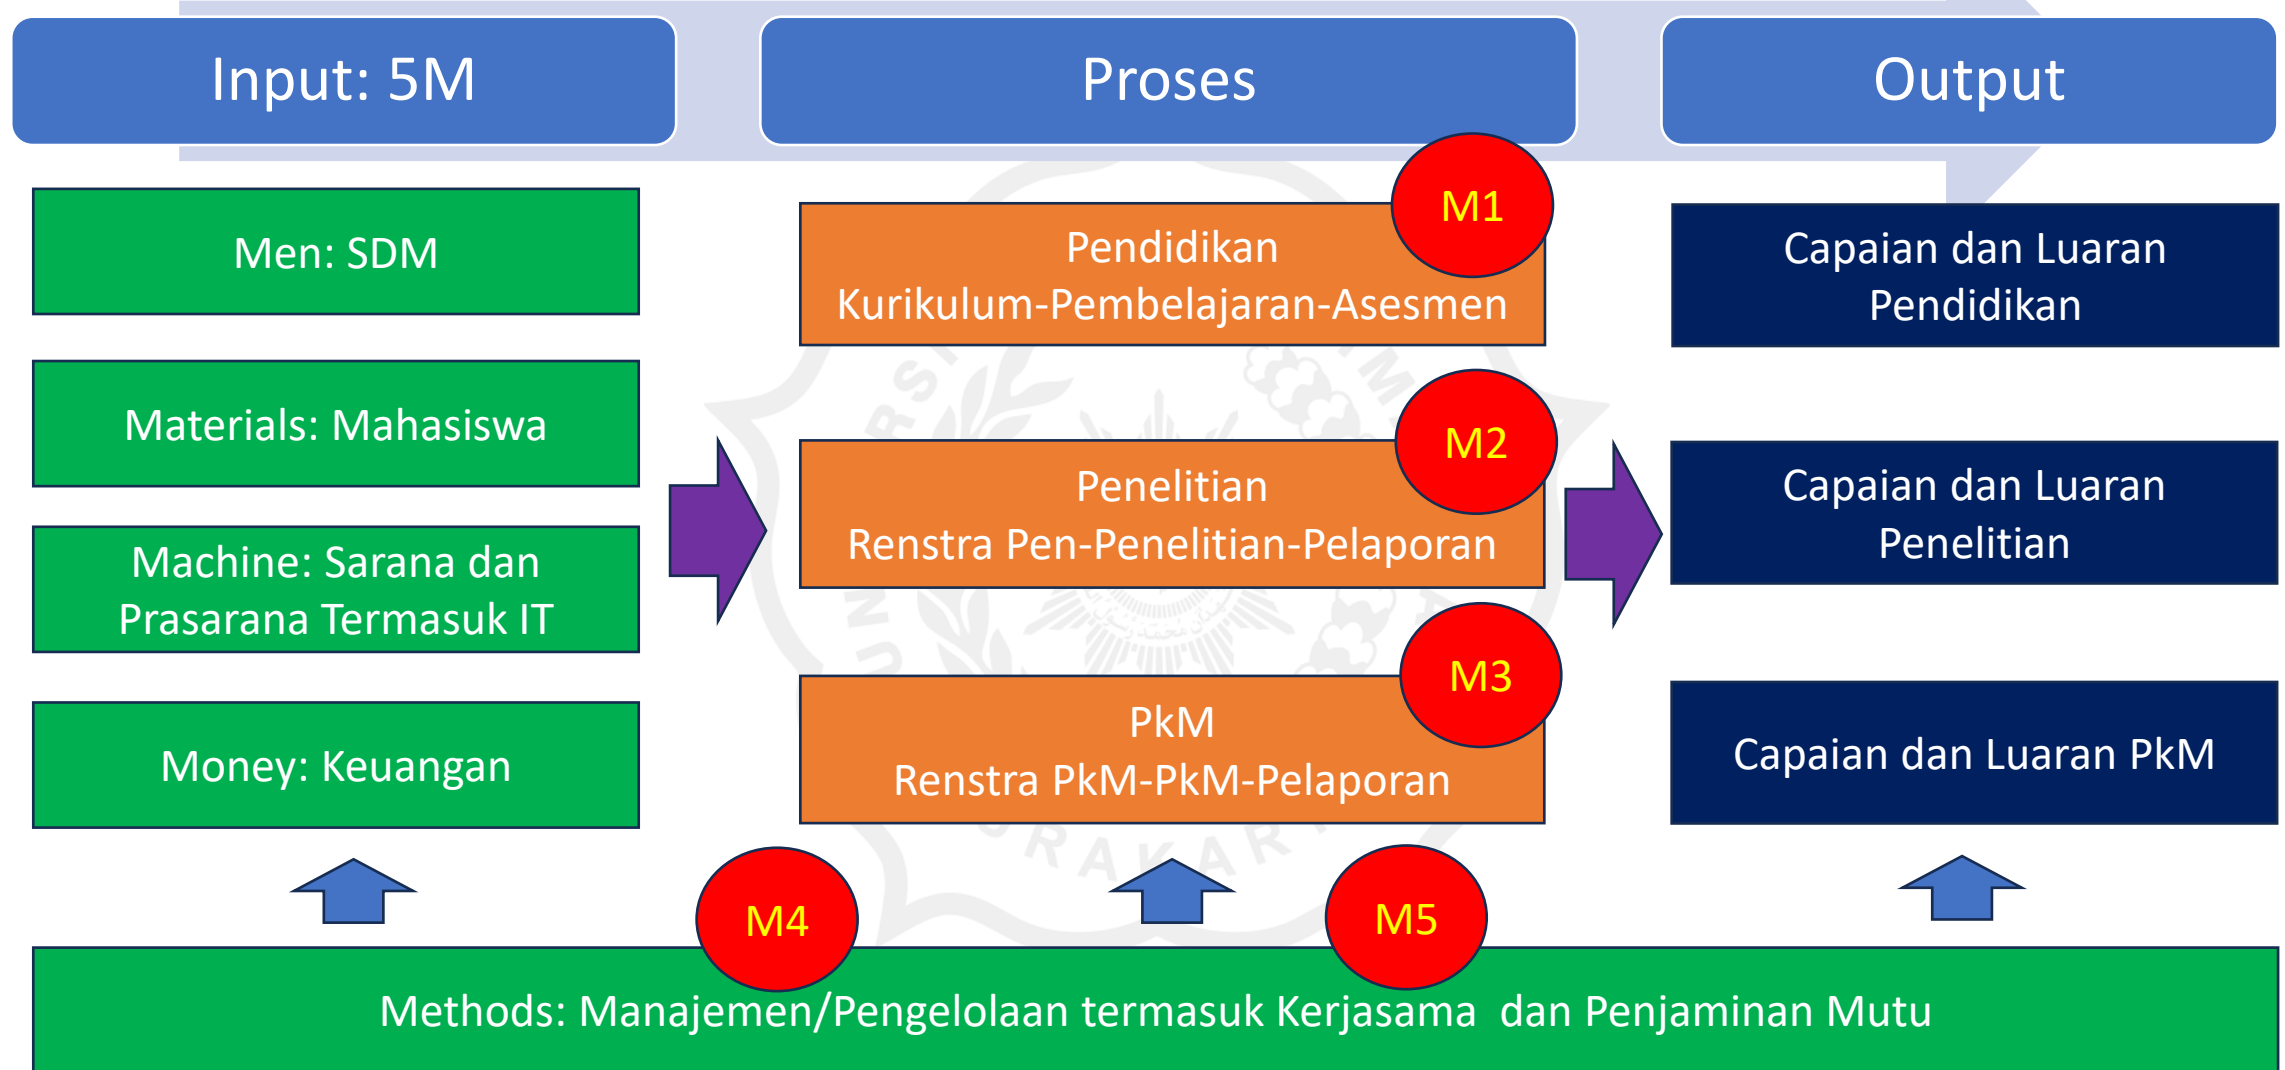 Input: 5M
Proses
Output
Men: SDM
Materials: Mahasiswa
Machine: Sarana dan
Prasarana Termasuk IT
Money: Keuangan
M1
Pendidikan
Kurikulum-Pembelajaran-Asesmen
M2
Penelitian
Renstra Pen-Penelitian-Pelaporan
M3
PkM
Renstra PkM-PkM-Pelaporan
Capaian dan Luaran
Pendidikan
Capaian dan Luaran
Penelitian
Capaian dan Luaran PkM
M4
M5
Methods: Manajemen/Pengelolaan termasuk Kerjasama  dan Penjaminan Mutu